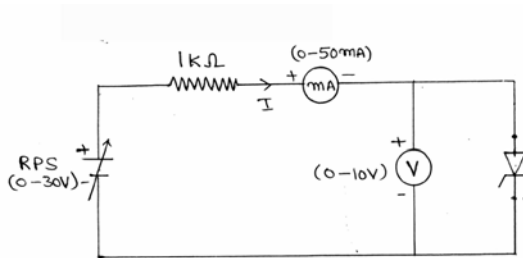 (0-50mA)
1KΩ
+ mA -
I
+
RPS
(0-30V)-
+
(0-10V) V
-